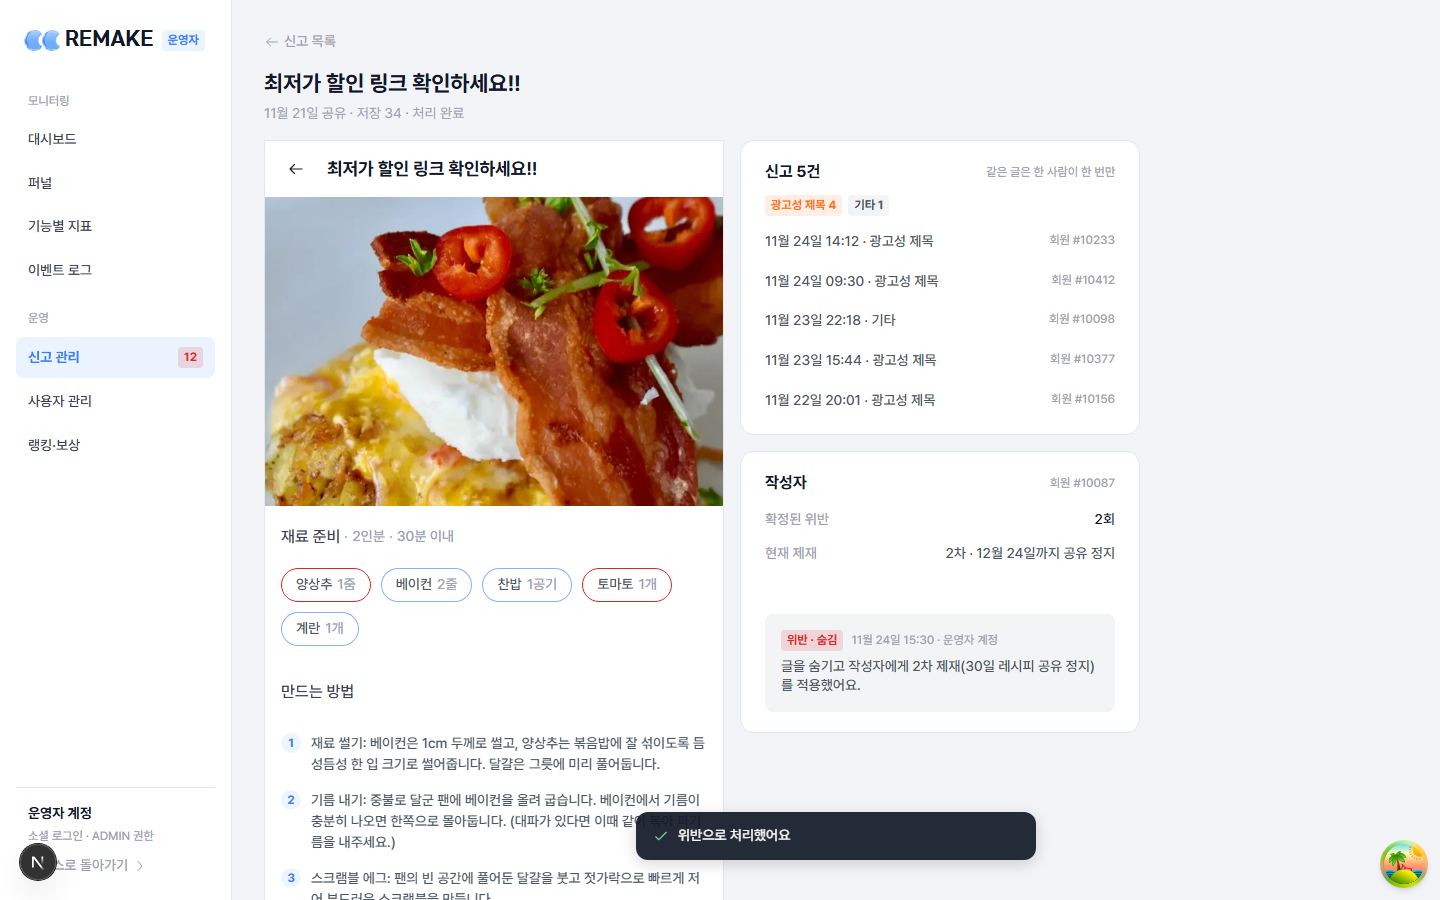 REMAKE 운영자
모니터링
대시보드
퍼널
기능별 지표
이벤트 로그
운영
신고 관리 12
사용자 관리
랭킹·보상
운영자 계정
소셜 로그인 · ADMIN 권한
N
스로 돌아가기
← 신고 목록
최저가 할인 링크 확인하세요!!
11월 21일 공유 · 저장 34 · 처리 완료
← 최저가 할인 링크 확인하세요!!
재료 준비 · 2인분 · 30분 이내
양상추 1줌
베이컨 2줄
찬밥 1공기
토마토 1개
계란 1개
만드는 방법
1 재료 썰기: 베이컨은 1cm 두께로 썰고, 양상추는 볶음밥에 잘 섞이도록 듬
성듬성 한 입 크기로 썰어줍니다. 달걀은 그릇에 미리 풀어둡니다.
2 기름 내기: 중불로 달군 팬에 베이컨을 올려 굽습니다. 베이컨에서 기름이
충분히 나오면 한쪽으로 몰아둡니다. (대파가 있다면 이때 같이 볶아 파기
름을 내주세요.)
3 스크램블 에그: 팬의 빈 공간에 풀어둔 달걀을 붓고 젓가락으로 빠르게 저
어 부드러운 스크램블을 만듭니다.
신고 5건
같은 글은 한 사람이 한 번만
광고성 제목 4
기타 1
11월 24일 14:12 · 광고성 제목 회원 #10233
11월 24일 09:30 · 광고성 제목 회원 #10412
11월 23일 22:18 · 기타 회원 #10098
11월 23일 15:44 · 광고성 제목 회원 #10377
11월 22일 20:01 · 광고성 제목 회원 #10156
작성자 회원 #10087
확정된 위반 2회
현재 제재 2차 · 12월 24일까지 공유 정지
위반 · 숨김 11월 24일 15:30 · 운영자 계정
글을 숨기고 작성자에게 2차 제재(30일 레시피 공유 정지)
를 적용했어요.
위반으로 처리했어요